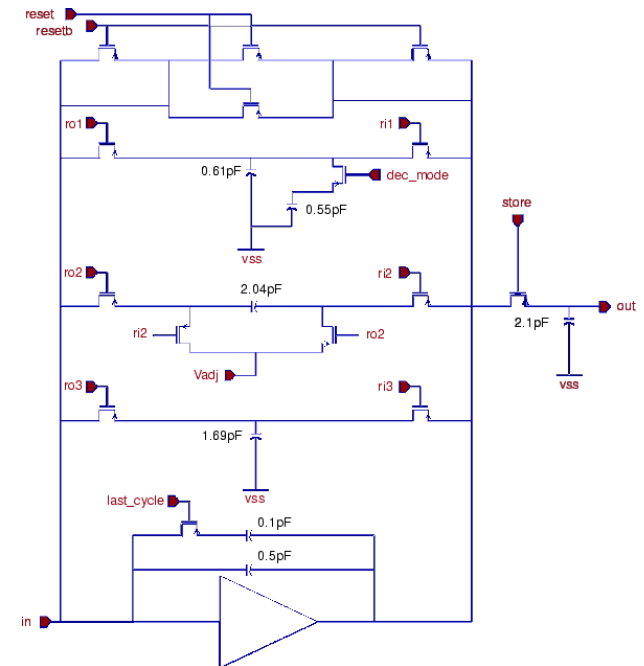 reset
resetb
ro1
ri1
0.61pF
dec_mode
0.55pF
store
vss
ro2
2.04pF
ri2
out
ri2
ro2
2.1pF
Vadj
vss
ro3
ri3
1.69pF
vss
last_cycle
0.1pF
0.5pF
in